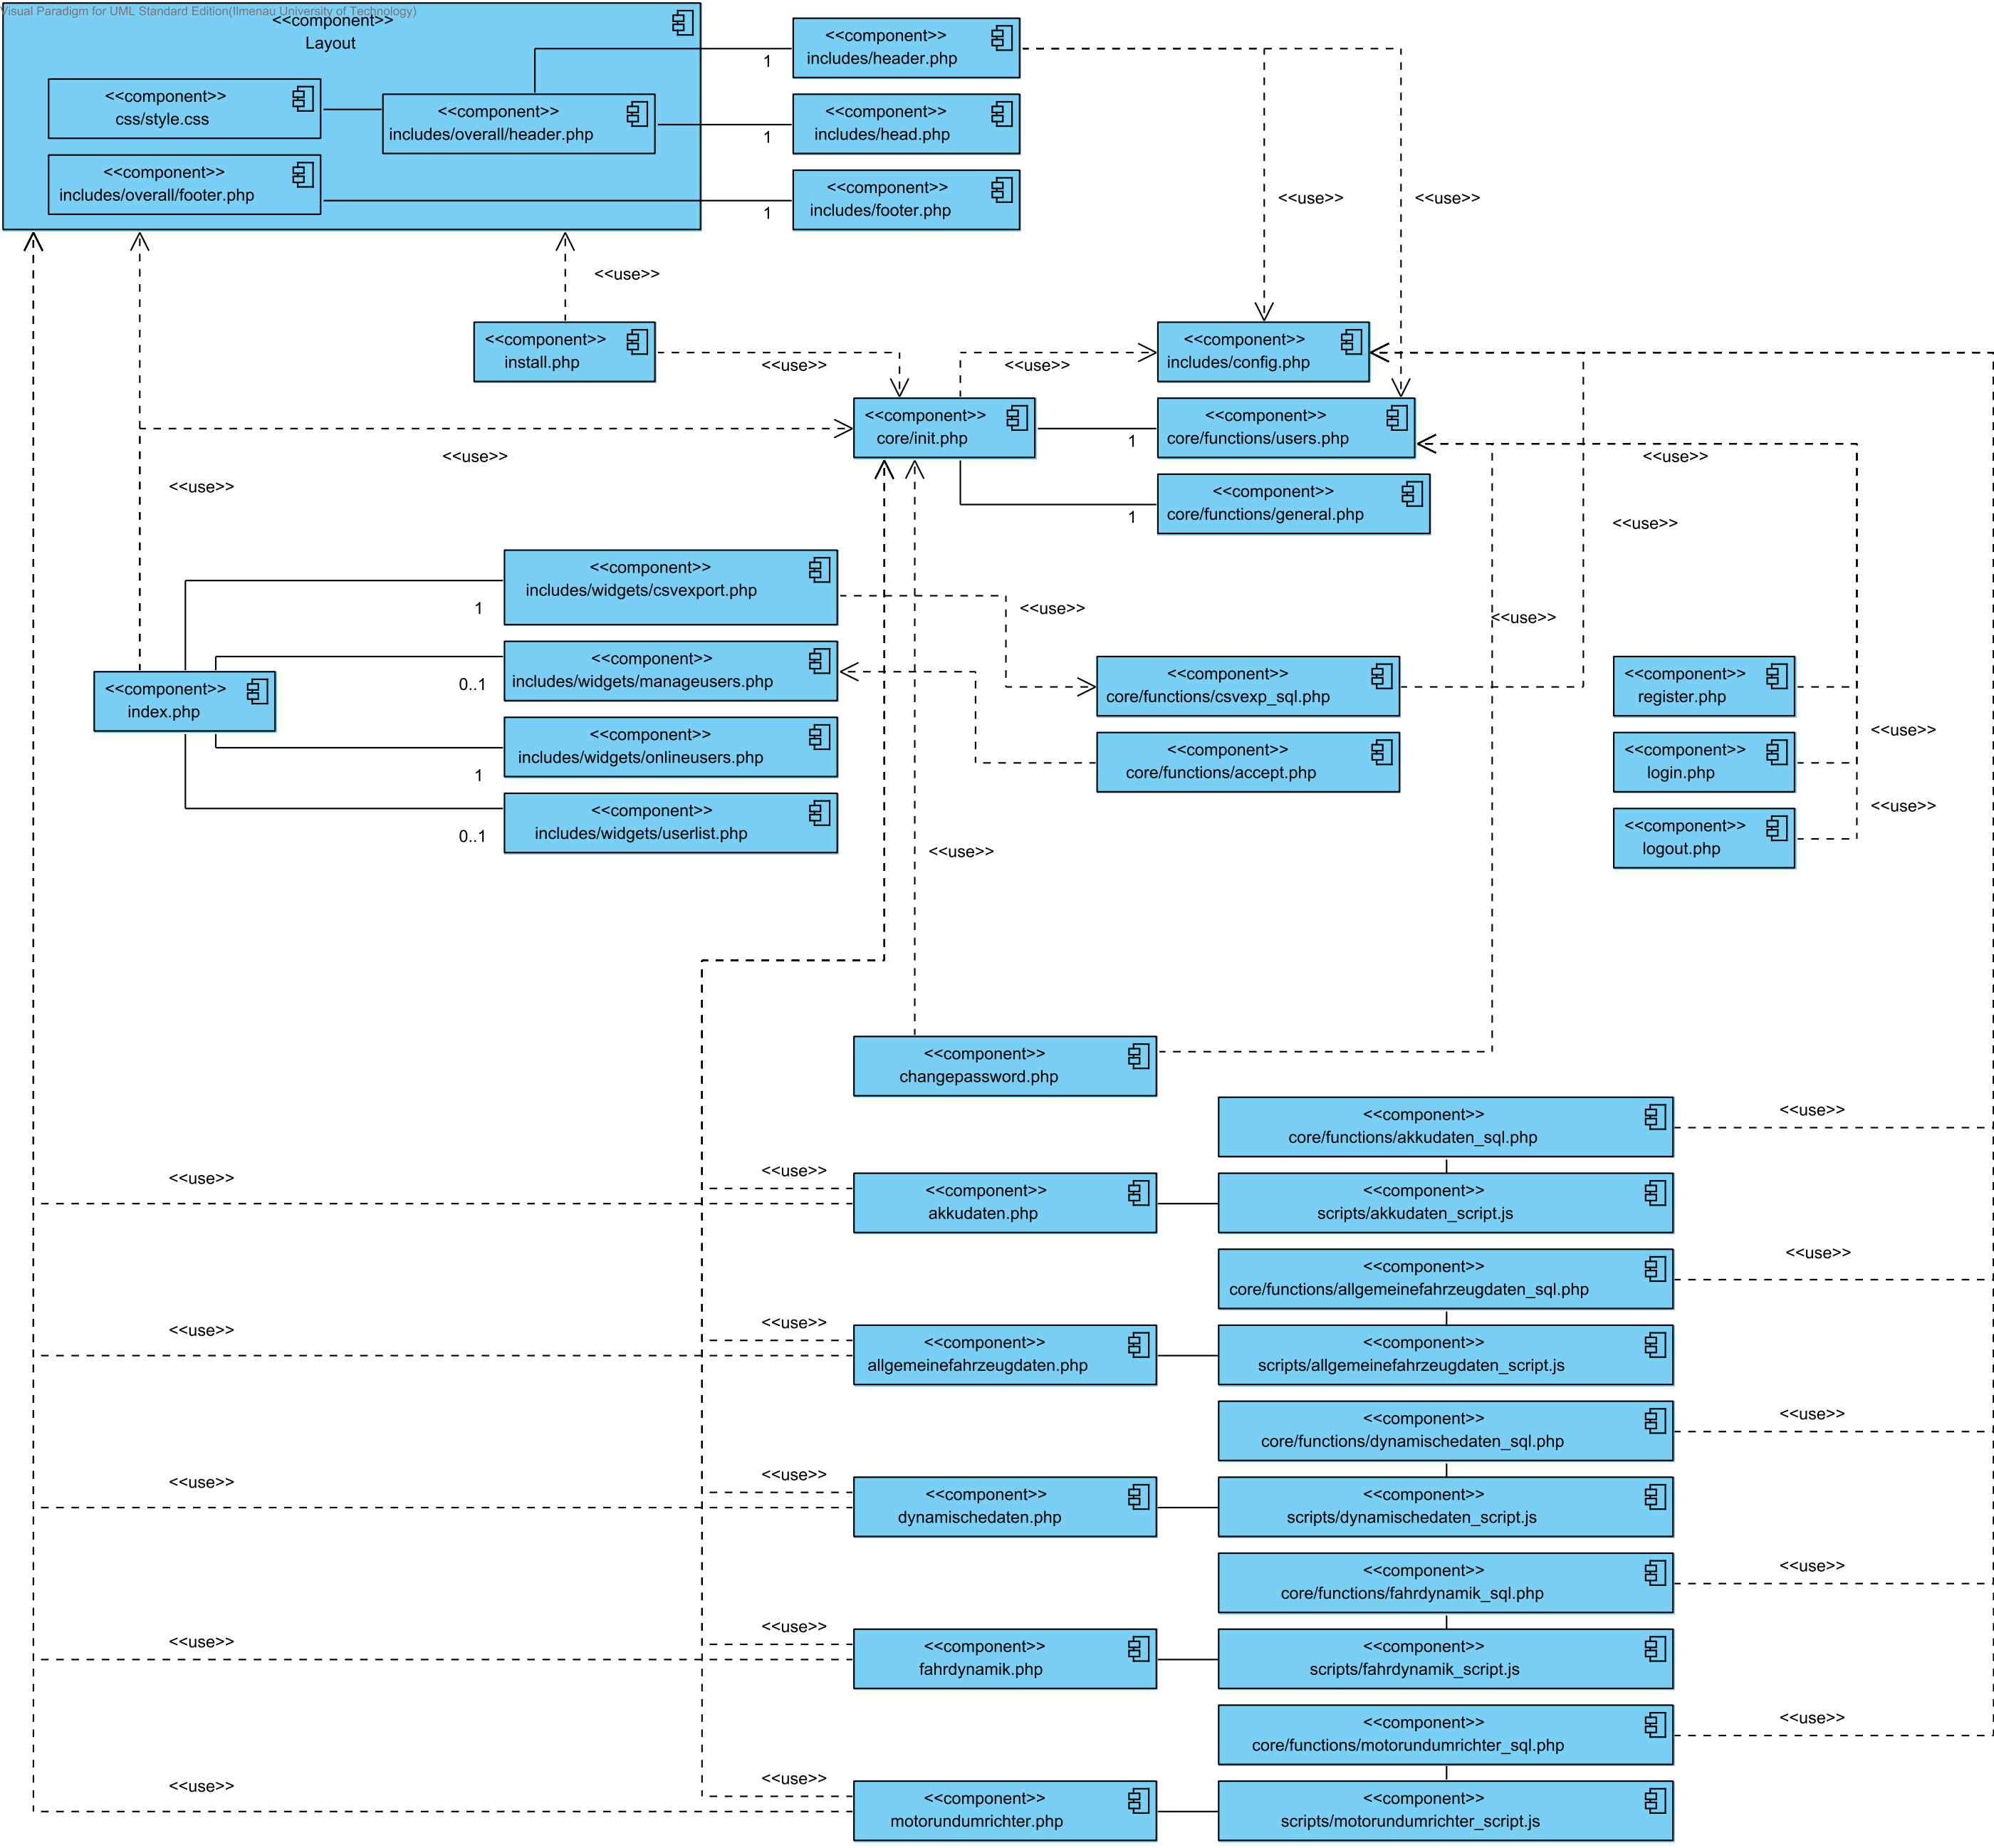 Visual Paradigm for UML Standard Edition(Ilmenau University of Technology)
<<component>>
Layout
<<component>>
css/style.css
<<component>>
includes/overall/header.php
<<component>>
includes/overall/footer.php
1
<<component>>
includes/header.php
1
<<component>>
includes/head.php
1
<<component>>
includes/footer.php
<<use>>
<<use>>
<<use>>
<<component>>
install.php
<<use>>
<<use>>
<<component>>
includes/config.php
<<component>>
core/init.php
1
<<component>>
core/functions/users.php
<<use>>
<<use>>
<<use>>
1
<<component>>
core/functions/general.php
<<use>>
<<component>>
includes/widgets/csvexport.php
1
<<use>>
<<use>>
<<component>>
index.php
<<component>>
includes/widgets/manageusers.php
0..1
<<component>>
core/functions/csvexp_sql.php
<<component>>
register.php
<<component>>
includes/widgets/onlineusers.php
1
<<component>>
core/functions/accept.php
<<component>>
login.php
<<use>>
<<component>>
includes/widgets/userlist.php
0..1
<<component>>
logout.php
<<use>>
<<use>>
<<component>>
changepassword.php
<<component>>
core/functions/akkudaten_sql.php
<<use>>
<<use>>
<<use>>
<<component>>
akkudaten.php
<<component>>
scripts/akkudaten_script.js
<<component>>
core/functions/allgemeinefahrzeugdaten_sql.php
<<use>>
<<use>>
<<use>>
<<component>>
allgemeinefahrzeugdaten.php
<<component>>
scripts/allgemeinefahrzeugdaten_script.js
<<component>>
core/functions/dynamischedaten_sql.php
<<use>>
<<use>>
<<use>>
<<component>>
dynamischedaten.php
<<component>>
scripts/dynamischedaten_script.js
<<component>>
core/functions/fahrdynamik_sql.php
<<use>>
<<use>>
<<use>>
<<component>>
fahrdynamik.php
<<component>>
scripts/fahrdynamik_script.js
<<component>>
core/functions/motorundumrichter_sql.php
<<use>>
<<use>>
<<use>>
<<component>>
motorundumrichter.php
<<component>>
scripts/motorundumrichter_script.js